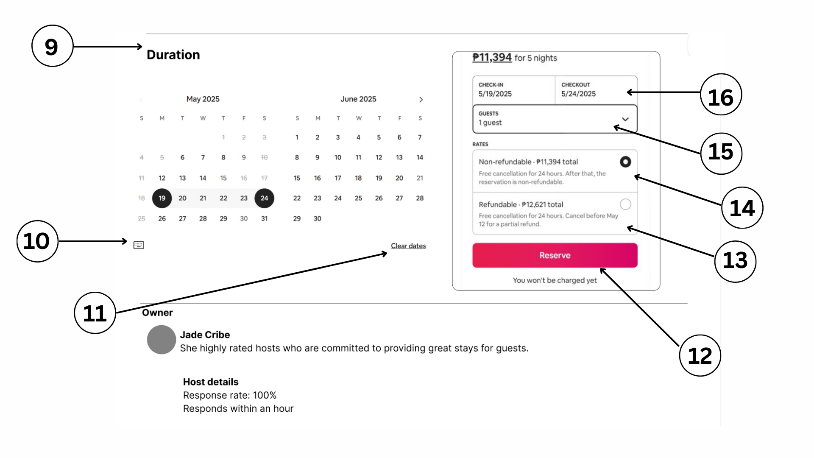 9
Duration
May 2025
S M T W T F S
1 2 3
4 5 6 7 8 9 10
11 12 13 14 15 16 17
18 19 20 21 22 23 24
25 26 27 28 29 30 31
June 2025
S M T W T F S
1 2 3 4 5 6 7
8 9 10 11 12 13 14
15 16 17 18 19 20 21
22 23 24 25 26 27 28
29 30
10
Clear dates
11
₱11,394 for 5 nights
CHECK-IN
5/19/2025
CHECKOUT
5/24/2025
16
GUESTS
1 guest
15
RATES
Non-refundable · ₱11,394 total
Free cancellation for 24 hours. After that, the
reservation is non-refundable.
14
Refundable · ₱12,621 total
Free cancellation for 24 hours. Cancel before May
12 for a partial refund.
13
Reserve
You won't be charged yet
12
Owner
Jade Cribe
She highly rated hosts who are committed to providing great stays for guests.
Host details
Response rate: 100%
Responds within an hour